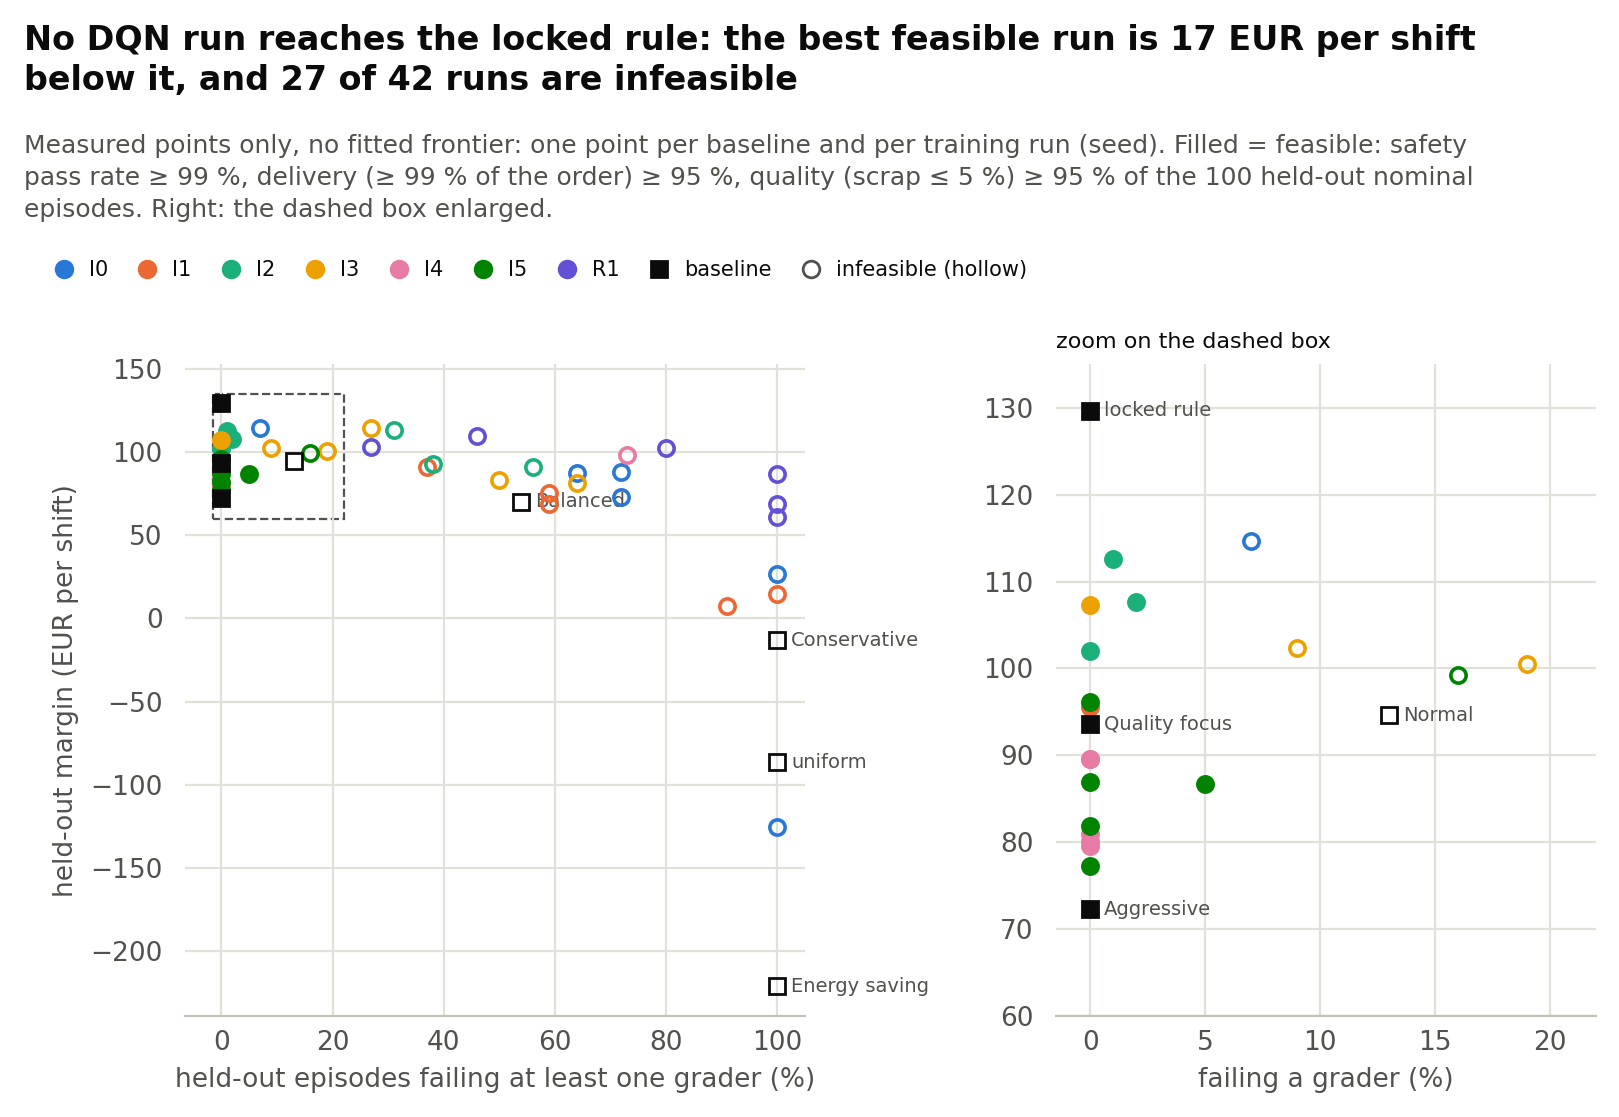 No DQN run reaches the locked rule: the best feasible run is 17 EUR per shift
below it, and 27 of 42 runs are infeasible
Measured points only, no fitted frontier: one point per baseline and per training run (seed). Filled = feasible: safety
pass rate ≥ 99 %, delivery (≥ 99 % of the order) ≥ 95 %, quality (scrap ≤ 5 %) ≥ 95 % of the 100 held-out nominal
episodes. Right: the dashed box enlarged.
I0 I1 I2 I3 I4 I5 R1 baseline infeasible (hollow)
held-out margin (EUR per shift)
150
100
50
0
−50
−100
−150
−200
Balanced
Conservative
uniform
Energy saving
0 20 40 60 80 100
held-out episodes failing at least one grader (%)
zoom on the dashed box
130
120
110
100
90
80
70
60
locked rule
Quality focus
Normal
Aggressive
0 5 10 15 20
failing a grader (%)